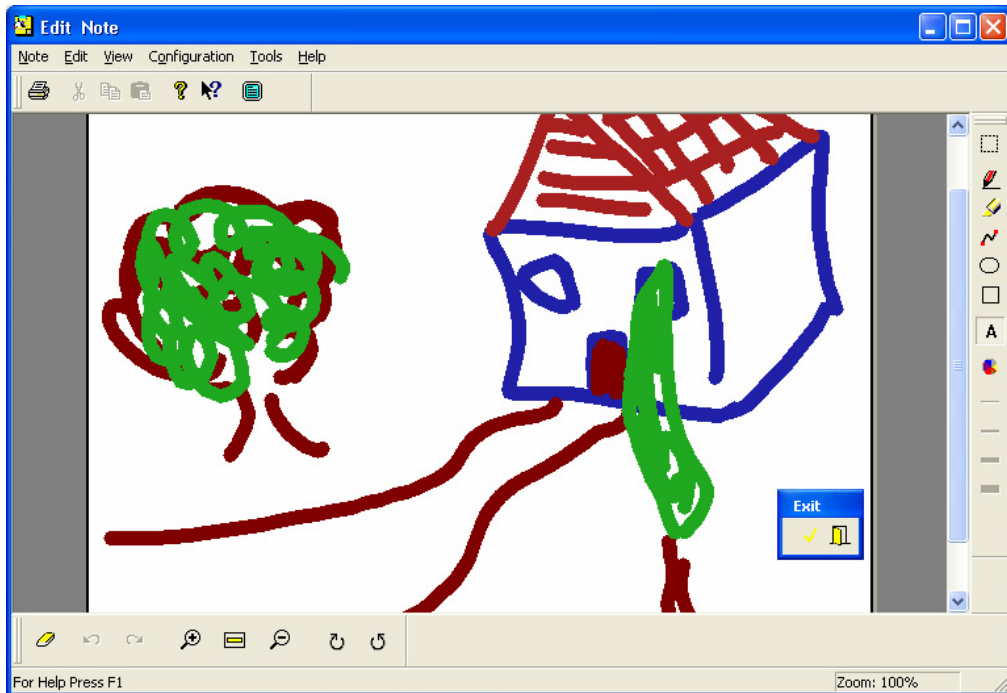 Edit Note
Note Edit View Configuration Tools Help
A
Exit
For Help Press F1 Zoom: 100%